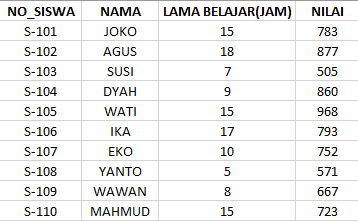 NO_SISWA NAMA LAMA BELAJAR(JAM) NILAI
S-101 JOKO 15 783
S-102 AGUS 18 877
S-103 SUSI 7 505
S-104 DYAH 9 860
S-105 WATI 15 968
S-106 IKA 17 793
S-107 EKO 10 752
S-108 YANTO 5 571
S-109 WAWAN 8 667
S-110 MAHMUD 15 723